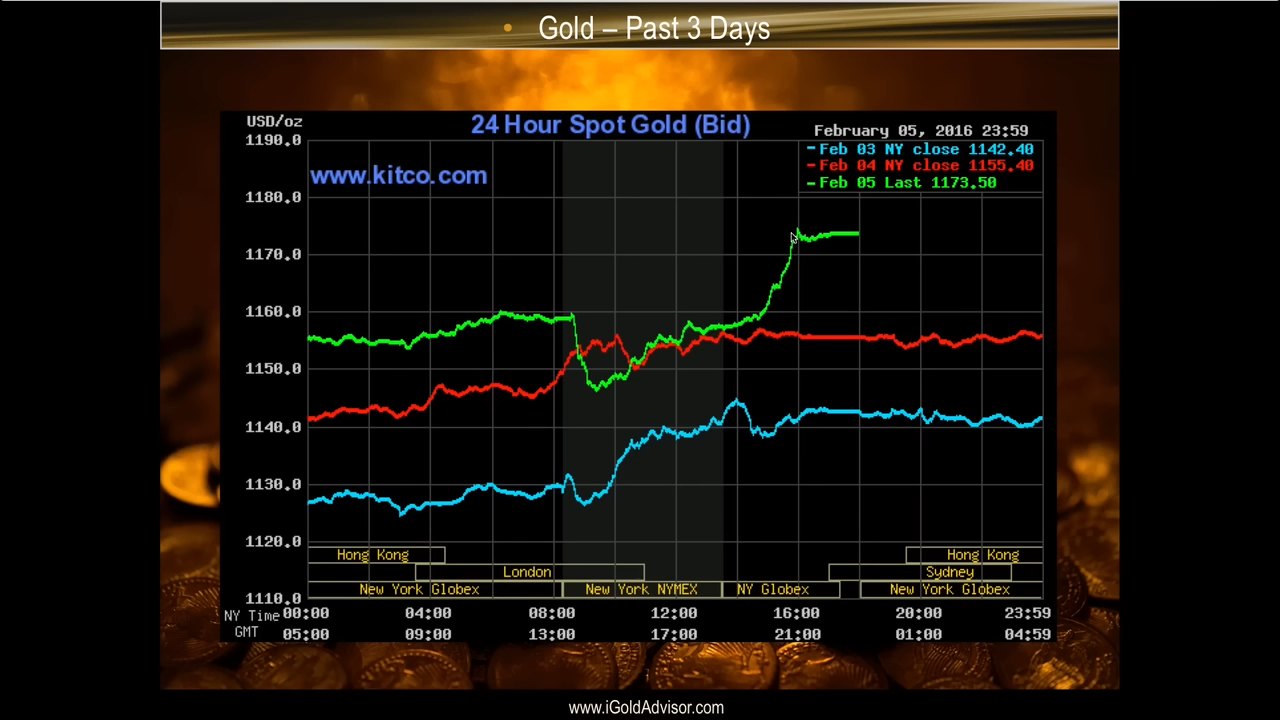 • Gold – Past 3 Days
USD/oz
24 Hour Spot Gold (Bid)
February 05, 2016 23:59
1190.0
Feb 03 NY close 1142.40
Feb 04 NY close 1155.40
Feb 05 Last 1173.50
www.kitco.com
1180.0
1170.0
1160.0
1150.0
1140.0
1130.0
1120.0
Hong Kong Hong Kong
London Sydney
New York Globex New York NYMEX NY Globex New York Globex
1110.0
NY Time 00:00 04:00 08:00 12:00 16:00 20:00 23:59
GMT 05:00 09:00 13:00 17:00 21:00 01:00 04:59
www.iGoldAdvisor.com